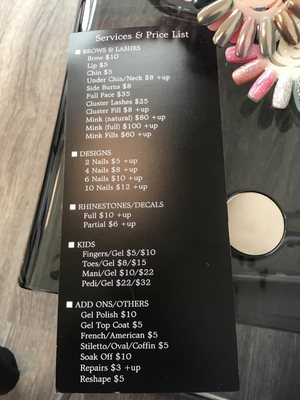 Services & Price List
BROWS & LASHES
Brow $10
Lip $5
Chin $5
Under Chin/Neck $8 +up
Side Burns $8
Full Face $35
Cluster Lashes $25
Cluster Fill $8 +up
Mink (natural) $80 +up
Mink (full) $100 +up
Mink Fills $60 +up
DESIGNS
2 Nails $5 +up
4 Nails $8 +up
6 Nails $10 +up
10 Nails $12 +up
RHINESTONES/DECALS
Full $10 +up
Partial $6 +up
KIDS
Fingers/Gel $5/$10
Toes/Gel $8/$15
Mani/Gel $10/$22
Pedi/Gel $22/$32
ADD ONS/OTHERS
Gel Polish $10
Gel Top Coat $5
French/American $5
Stiletto/Oval/Coffin $5
Soak Off $10
Repairs $3 +up
Reshape $5